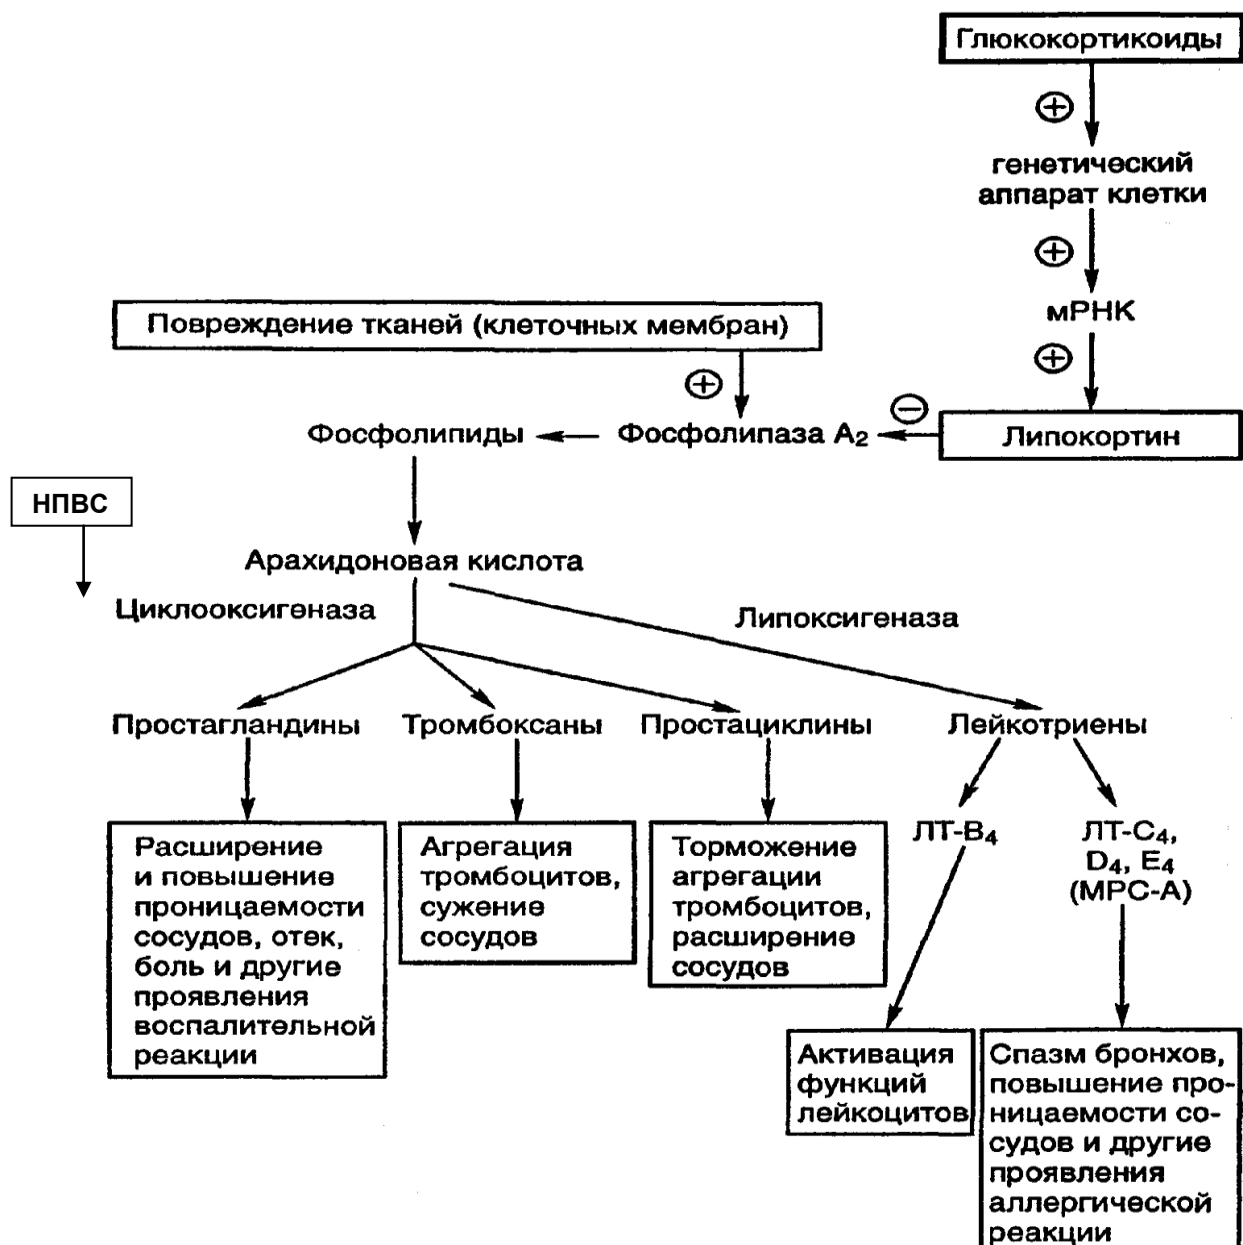 Глюкокортикоиды
+
генетический
аппарат клетки
+
мРНК
+
Повреждение тканей (клеточных мембран)
+
−
Фосфолипиды
Фосфолипаза А2
Липокортин
НПВС
Арахидоновая кислота
Циклооксигеназа
Липоксигеназа
Простагландины
Тромбоксаны
Простациклины
Лейкотриены
Расширение
и повышение
проницаемости
сосудов, отек,
боль и другие
проявления
воспалительной
реакции
Агрегация
тромбоцитов,
сужение
сосудов
Торможение
агрегации
тромбоцитов,
расширение
сосудов
ЛТ-В4
ЛТ-С4,
D4, E4
(МРС-А)
Активация
функций
лейкоцитов
Спазм бронхов,
повышение про-
ницаемости со-
судов и другие
проявления
аллергической
реакции